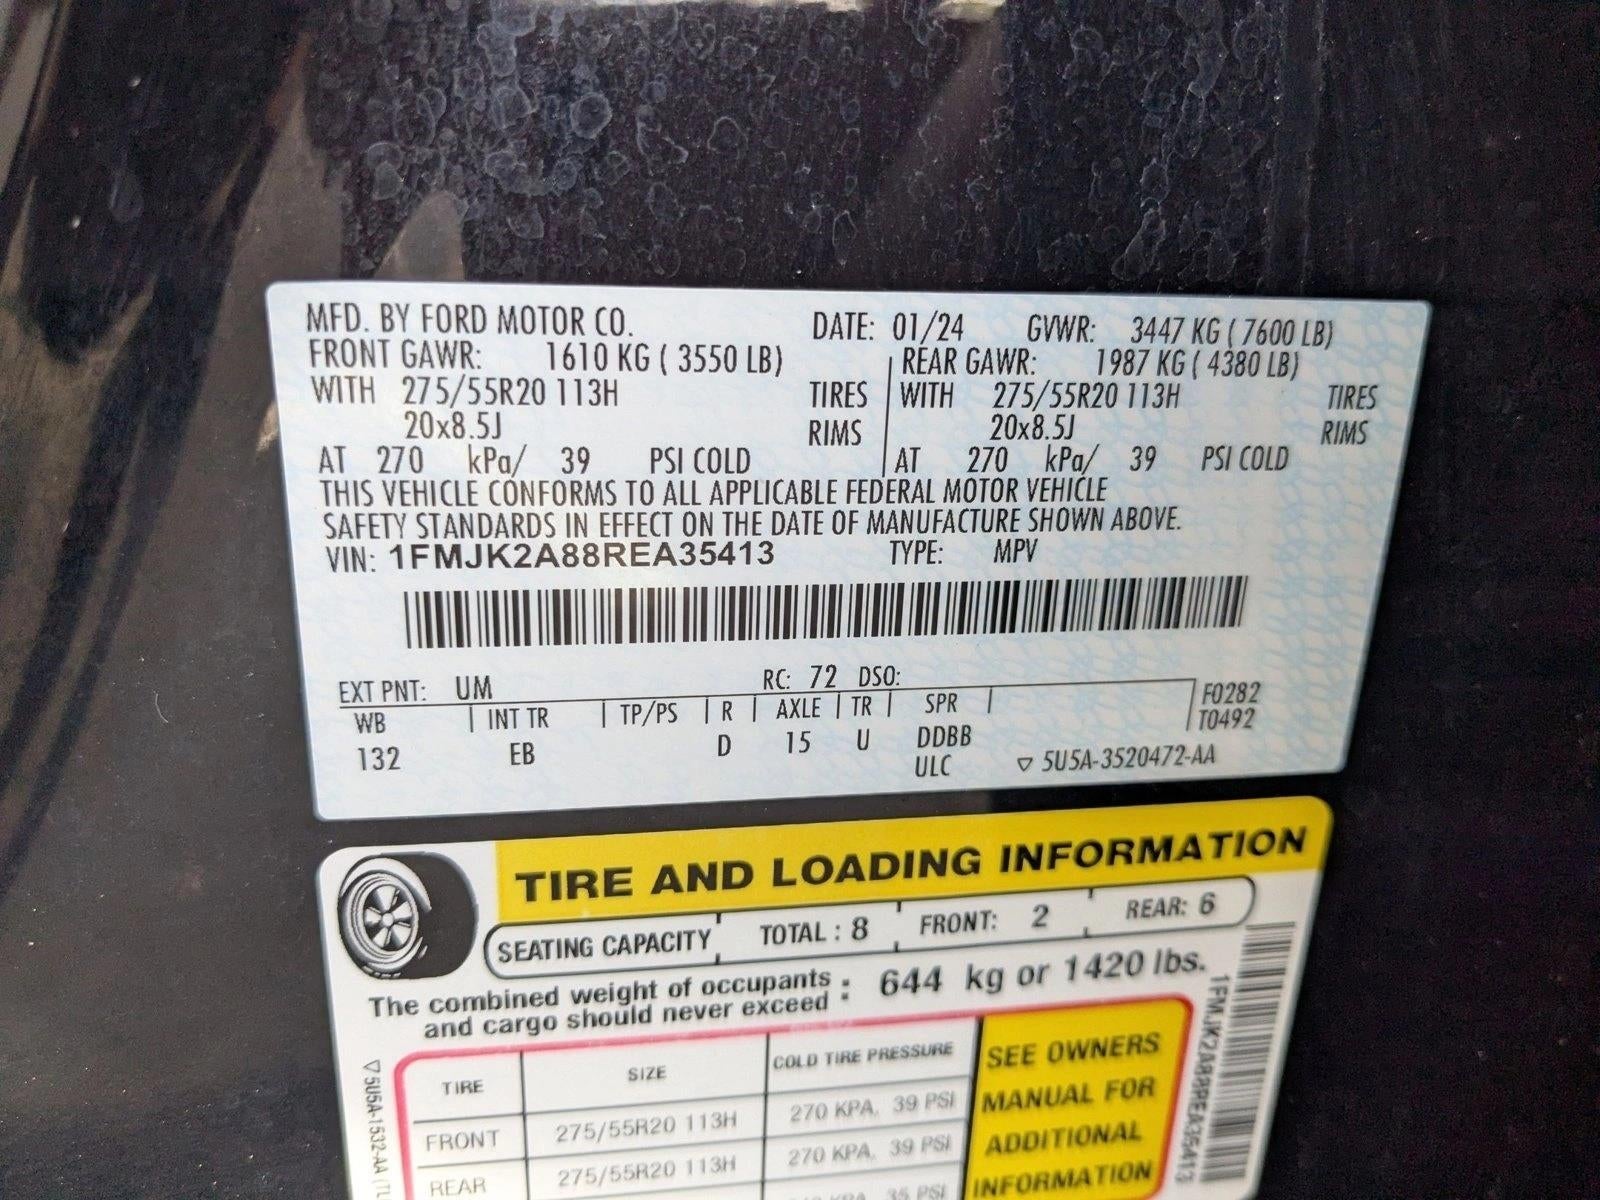 MFD. BY FORD MOTOR CO. DATE: 01/24 GVWR: 3447 KG ( 7600 LB)
FRONT GAWR: 1610 KG ( 3550 LB) REAR GAWR: 1987 KG ( 4380 LB)
WITH 275/55R20 113H TIRES WITH 275/55R20 113H TIRES
20x8.5J RIMS 20x8.5J RIMS
AT 270 kPa/ 39 PSI COLD AT 270 kPa/ 39 PSI COLD
THIS VEHICLE CONFORMS TO ALL APPLICABLE FEDERAL MOTOR VEHICLE
SAFETY STANDARDS IN EFFECT ON THE DATE OF MANUFACTURE SHOWN ABOVE.
VIN: 1FMJK2A88REA35413 TYPE: MPV
EXT PNT: UM RC: 72 DSO:
WB INT TR TP/PS R AXLE TR SPR F0282
T0492
132 EB D 15 U DDBB
ULC ▽ 5U5A-3520472-AA
TIRE AND LOADING INFORMATION
SEATING CAPACITY TOTAL : 8 FRONT: 2 REAR: 6
The combined weight of occupants
and cargo should never exceed : 644 kg or 1420 lbs.
TIRE SIZE COLD TIRE PRESSURE
FRONT 275/55R20 113H 270 KPA, 39 PSI
REAR 275/55R20 113H 270 KPA, 39 PSI
35 PSI
SEE OWNERS
MANUAL FOR
ADDITIONAL
INFORMATION
1FMJK2A88REA35413
▽ 5U5A-1532-AA (TL